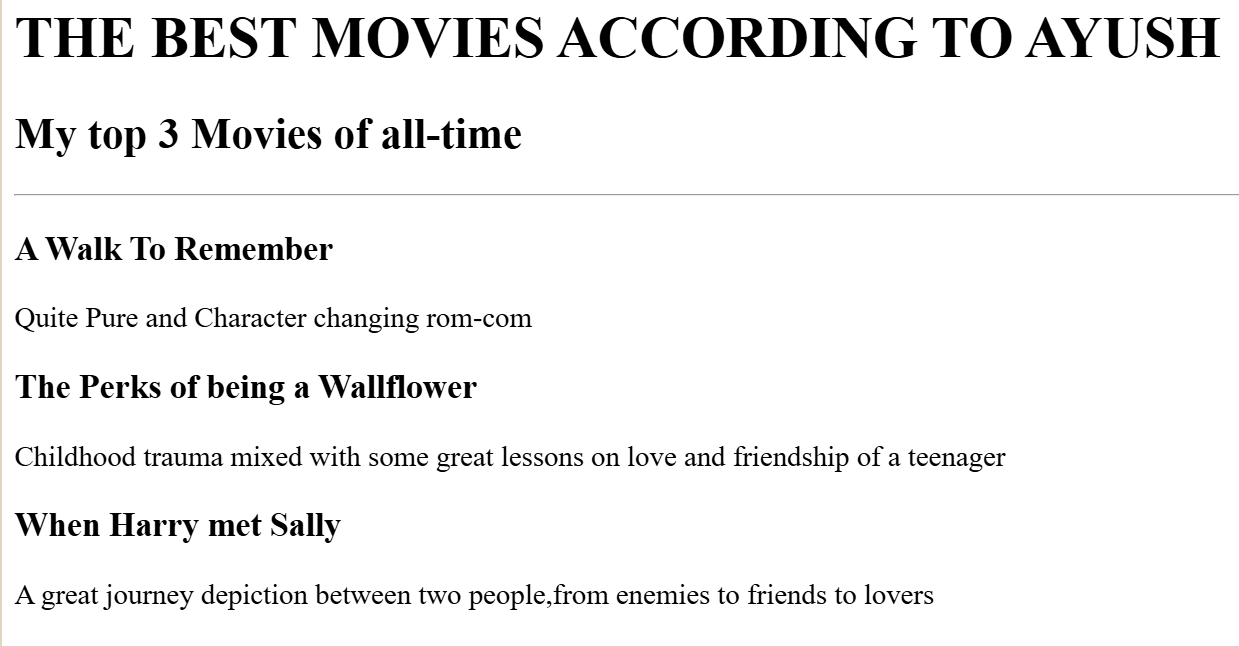 THE BEST MOVIES ACCORDING TO AYUSH
My top 3 Movies of all-time
A Walk To Remember
Quite Pure and Character changing rom-com
The Perks of being a Wallflower
Childhood trauma mixed with some great lessons on love and friendship of a teenager
When Harry met Sally
A great journey depiction between two people,from enemies to friends to lovers